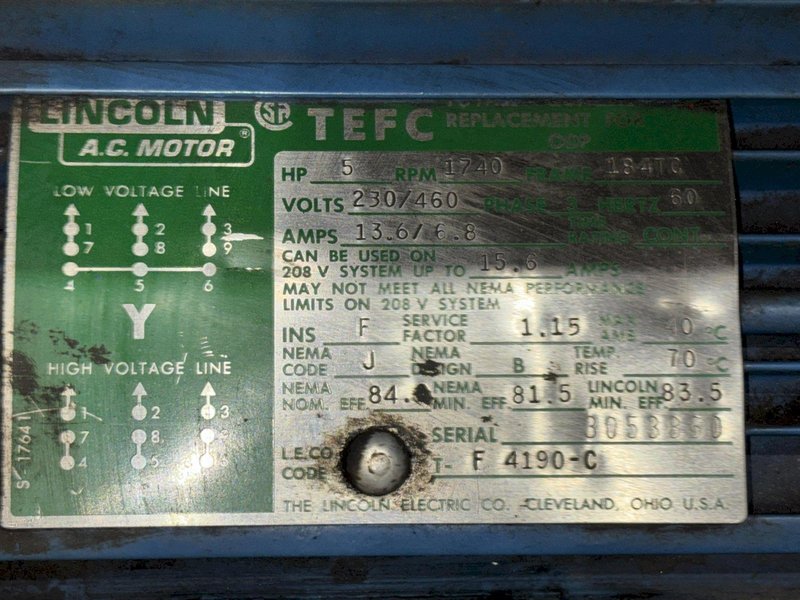 LINCOLN ®
A.C. MOTOR
SA TEFC
REPLACEMENT FOR
ODP
LOW VOLTAGE LINE
1 2 3
7 8 9
4 5 6
Y
HIGH VOLTAGE LINE
1 2 3
7 8 9
4 5 6
S-17641
HP 5 RPM 1740 FRAME 184TC
VOLTS 230/460 PHASE 3 HERTZ 60
AMPS 13.6/6.8 CONT
CAN BE USED ON
208 V SYSTEM UP TO 15.6 AMPS
MAY NOT MEET ALL NEMA PERFORMANCE
LIMITS ON 208 V SYSTEM
INS F SERVICE FACTOR 1.15 MAX AMB 40 °C
NEMA CODE J NEMA DESIGN B TEMP. RISE 70 °C
NEMA NOM. EFF. 84. NEMA MIN. EFF. 81.5 LINCOLN MIN. EFF. 83.5
SERIAL
L.E.CO. CODE T- F 4190-C
THE LINCOLN ELECTRIC CO. CLEVELAND, OHIO U.S.A.